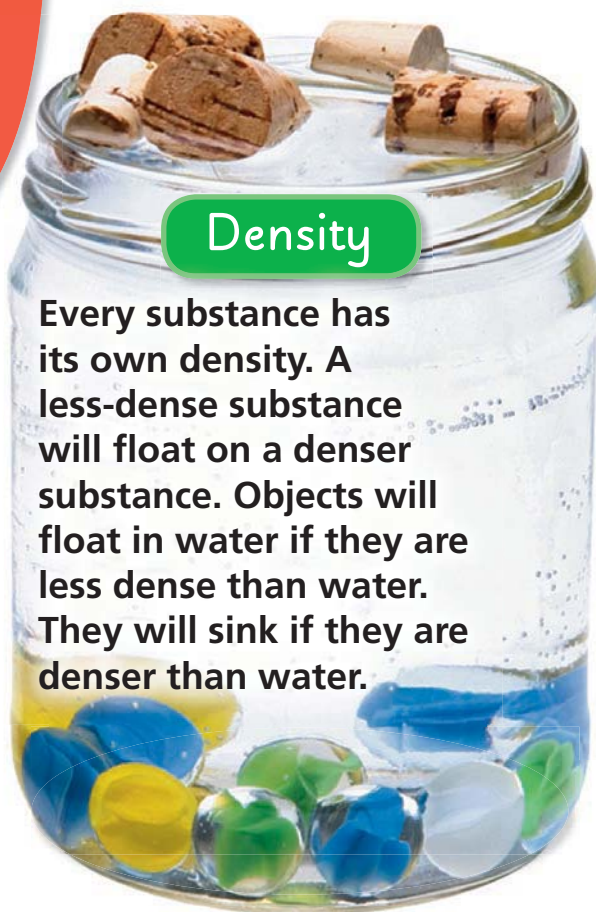 Density
Every substance has
its own density. A
less-dense substance
will float on a denser
substance. Objects will
float in water if they are
less dense than water.
They will sink if they are
denser than water.